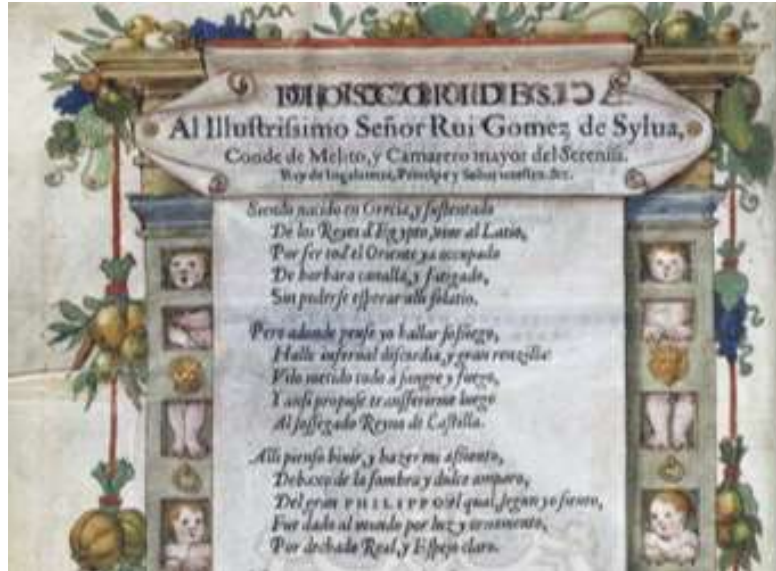 DIOSCORIDES
Al Illustrissimo Señor Rui Gomez de Sylua,
Conde de Melito, y Camarero mayor del Sereniss.
Rey de Ingalaterra, Principe y Señor nuestro. &c.
Siendo nacido en Grecia, y sustentado
De los Reyes d'Egypto, vine al Latio,
Por ser tod'el Oriente ya occupado
De barbara canalla, y fatigado,
Sin poderse esperar alli solatio.
Pero adonde pense yo hallar sossiego,
Halle infernal discordia, y gran renzilla:
Vilo metido todo à sangre y fuego,
Y ansi propuse transferirme luego
Al sossegado Reyno de Castilla.
Alli pienso biuir, y hazer mi assiento,
Debaxo de la sombra y dulce amparo,
Del gran PHILIPPO: el qual, segun yo siento,
Fue dado al mundo por luz y ornamento,
Por dechado Real, y Espejo claro.